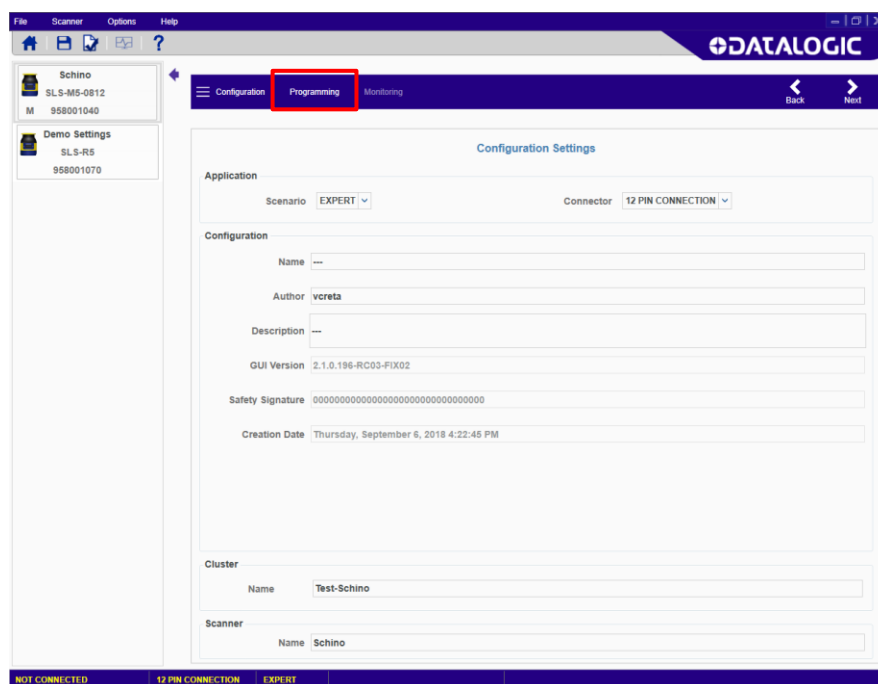 File Scanner Options Help
?
DATALOGIC
Schino
SLS-M5-0812
M 958001040
Demo Settings
SLS-R5
958001070
Configuration Programming Monitoring Back Next
Configuration Settings
Application
Scenario EXPERT Connector 12 PIN CONNECTION
Configuration
Name ---
Author vcreta
Description ---
GUI Version 2.1.0.196-RC03-FIX02
Creation Date Thursday, September 6, 2018 4:22:45 PM
Safety Signature
Cluster
Name Test-Schino
Scanner
Name Schino
NOT CONNECTED 12 PIN CONNECTION EXPERT